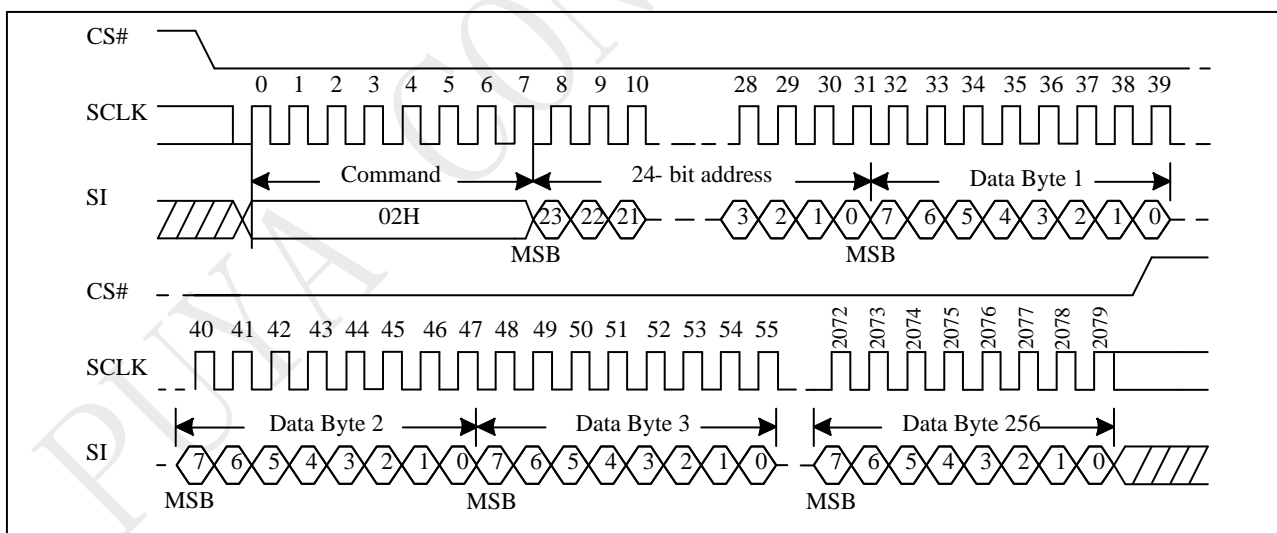 CS#
0 1 2 3 4 5 6 7 8 9 10 28 29 30 31 32 33 34 35 36 37 38 39
SCLK
Command 24- bit address Data Byte 1
SI
02H 23 22 21 3 2 1 0 7 6 5 4 3 2 1 0
MSB MSB
CS#
40 41 42 43 44 45 46 47 48 49 50 51 52 53 54 55 2072 2073 2074 2075 2076 2077 2078 2079
SCLK
Data Byte 2 Data Byte 3 Data Byte 256
SI
7 6 5 4 3 2 1 0 7 6 5 4 3 2 1 0 7 6 5 4 3 2 1 0
MSB MSB MSB
PUYA CON